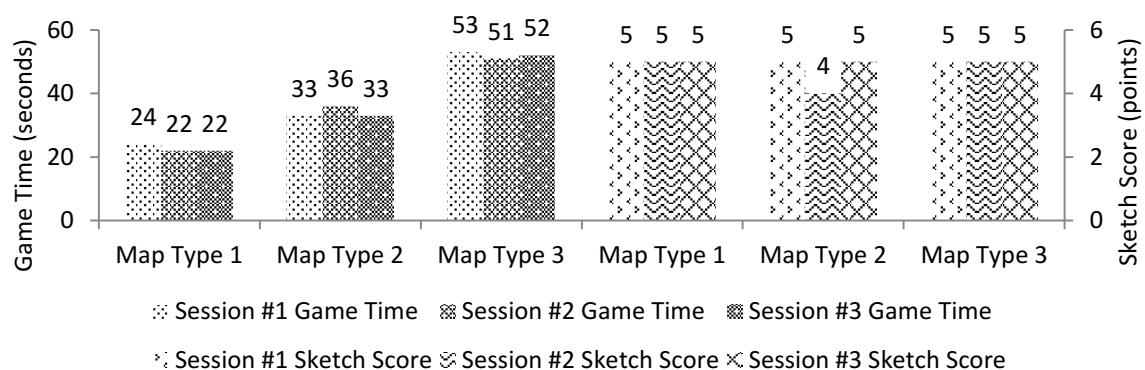 Game Time (seconds)
60
40
20
0
24 22 22
33 36 33
53 51 52
5 5 5
5 4 5
5 5 5
6
4
2
0
Sketch Score (points)
Map Type 1 Map Type 2 Map Type 3 Map Type 1 Map Type 2 Map Type 3
Session #1 Game Time Session #2 Game Time Session #3 Game Time
Session #1 Sketch Score Session #2 Sketch Score Session #3 Sketch Score